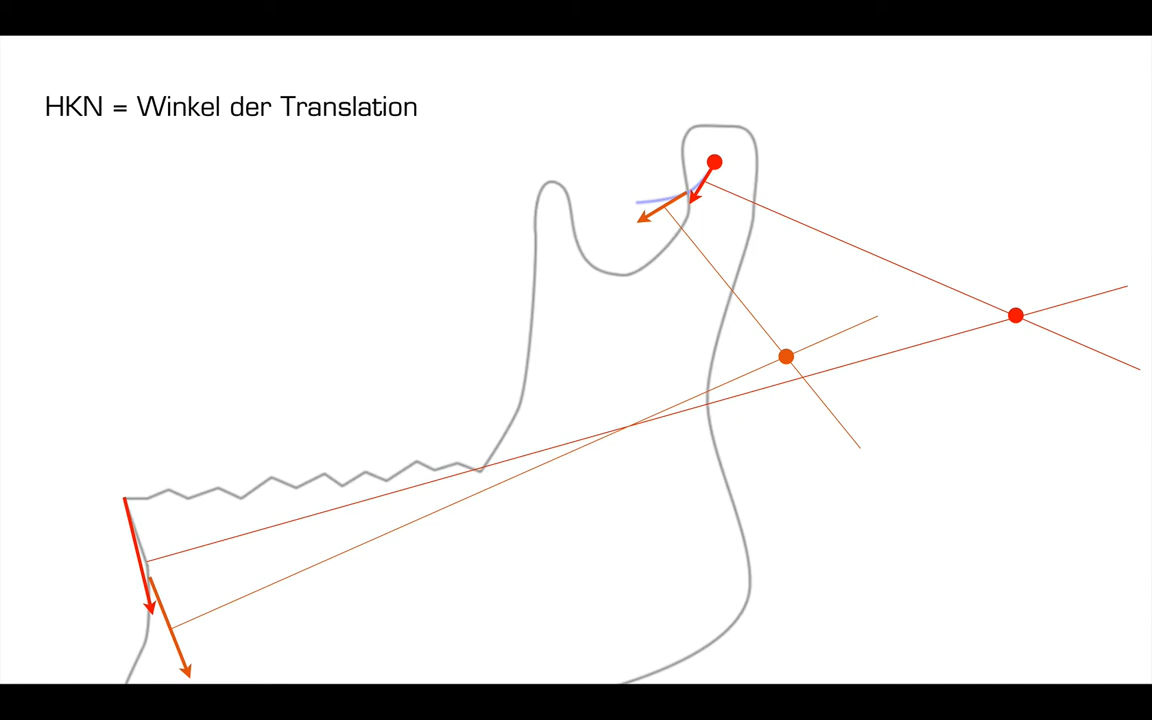 HKN = Winkel der Translation